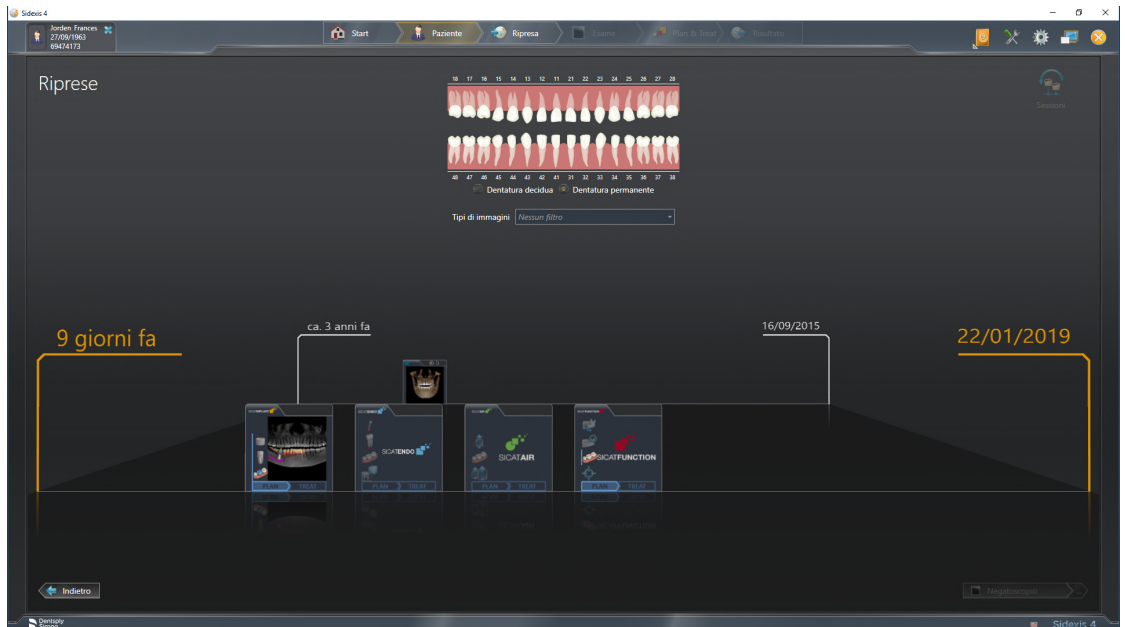 Sidexis 4
Jorden Frances
27/09/1963
69474173
Start
Paziente
Ripresa
Esame
Plan & Treat
Risultato
Riprese
Sessioni
18 17 16 15 14 13 12 11 21 22 23 24 25 26 27 28
48 47 46 45 44 43 42 41 31 32 33 34 35 36 37 38
Dentatura decidua
Dentatura permanente
Tipi di immagini
Nessun filtro
9 giorni fa
ca. 3 anni fa
16/09/2015
22/01/2019
SICATENDO
SICATAIR
SICATFUNCTION
PLAN TREAT
PLAN TREAT
PLAN TREAT
PLAN TREAT
Indietro
Negatoscopio
Dentsply
Sirona
Sidexis 4